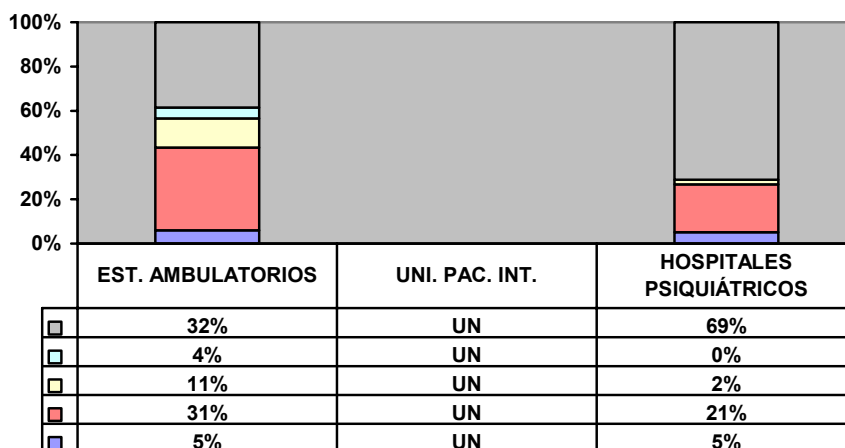 100%
80%
60%
40%
20%
0%
EST. AMBULATORIOS UNI. PAC. INT. HOSPITALES PSIQUIÁTRICOS
32% UN 69%
4% UN 0%
11% UN 2%
31% UN 21%
5% UN 5%